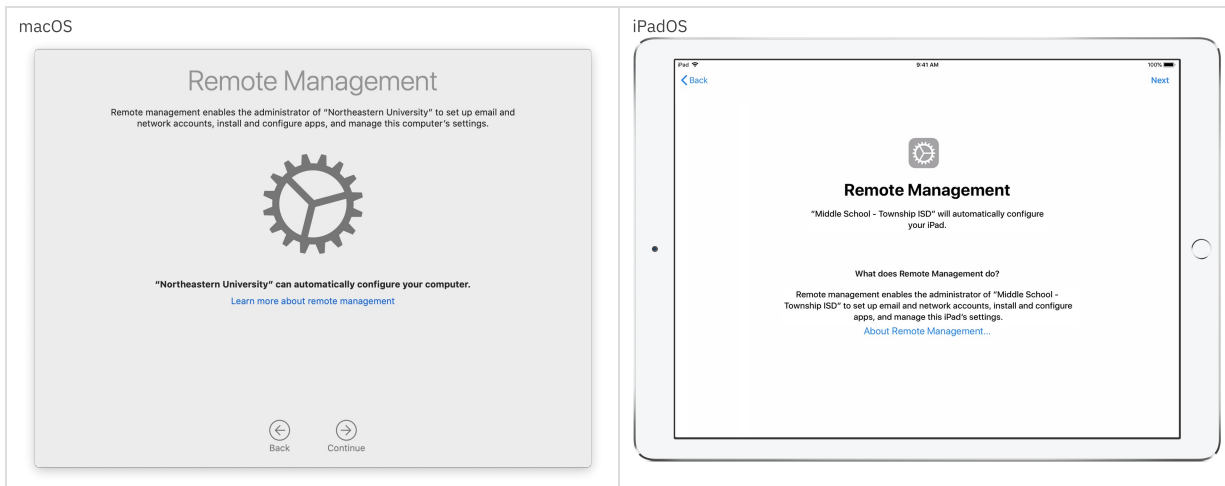 macOS
Remote Management
Remote management enables the administrator of “Northeastern University” to set up email and
network accounts, install and configure apps, and manage this computer’s settings.
“Northeastern University” can automatically configure your computer.
Learn more about remote management
Back
Continue
iPadOS
iPad
9:41 AM
100%
Back
Next
Remote Management
“Middle School - Township ISD” will automatically configure
your iPad.
What does Remote Management do?
Remote management enables the administrator of “Middle School -
Township ISD” to set up email and network accounts, install and configure
apps, and manage this iPad’s settings.
About Remote Management...